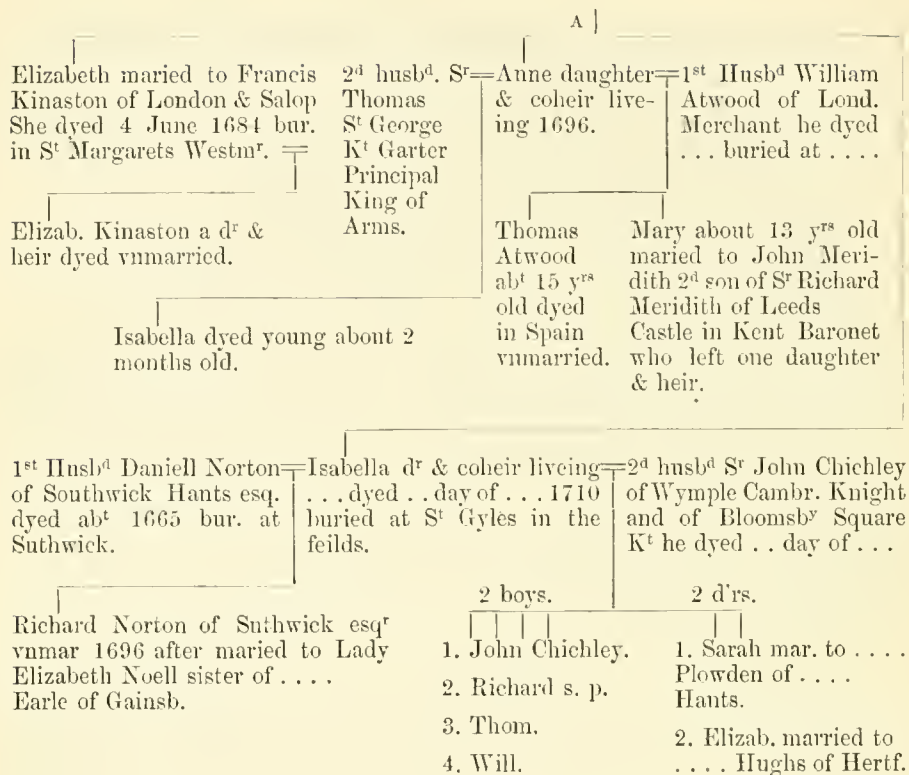 A
Elizabeth maried to Francis
Kinaston of London & Salop
She dyed 4 June 1684 bur.
in Sᵗ Margarets Westmʳ.
Elizab. Kinaston a dʳ &
heir dyed vnmarried.
2ᵈ husbᵈ. Sʳ
Thomas
Sᵗ George
Kᵗ Garter
Principal
King of
Arms.
Anne daughter
& coheir live-
ing 1696.
1ˢᵗ Husbᵈ William
Atwood of Lond.
Merchant he dyed
. . . buried at . . . .
Thomas
Atwood
abᵗ 15 yʳˢ
old dyed
in Spain
vnmarried.
Mary about 13 yʳˢ old
maried to John Meri-
dith 2ᵈ son of Sʳ Richard
Meridith of Leeds
Castle in Kent Baronet
who left one daughter
& heir.
Isabella dyed young about 2
months old.
1ˢᵗ Husbᵈ Daniell Norton
of Southwick Hants esq.
dyed abᵗ 1665 bur. at
Suthwick.
Isabella dʳ & coheir liveing
. . . dyed . . day of . . . 1710
buried at Sᵗ Gyles in the
feilds.
2ᵈ husbᵈ Sʳ John Chichley
of Wymple Cambr. Knight
and of Bloomsbʸ Square
Kᵗ he dyed . . day of . . .
Richard Norton of Suthwick esqʳ
vnmar 1696 after maried to Lady
Elizabeth Noell sister of . . . .
Earle of Gainsb.
2 boys.
1. John Chichley.
2. Richard s. p.
3. Thom.
4. Will.
2 d'rs.
1. Sarah mar. to . . . .
Plowden of . . . .
Hants.
2. Elizab. married to
. . . . Hughs of Hertf.